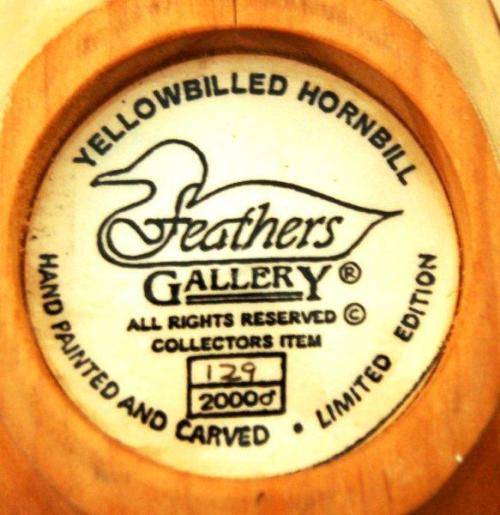 YELLOWBILLED HORNBILL
Feathers
GALLERY®
ALL RIGHTS RESERVED ©
COLLECTORS ITEM
129
2000♂
HAND PAINTED AND CARVED • LIMITED EDITION